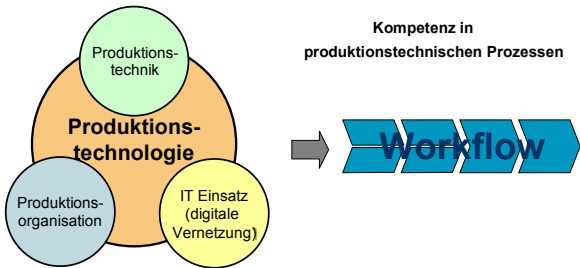 Produktions-
technik
Produktions-
technologie
Produktions-
organisation
IT Einsatz
(digitale
Vernetzung)
Kompetenz in
produktionstechnischen Prozessen
Workflow